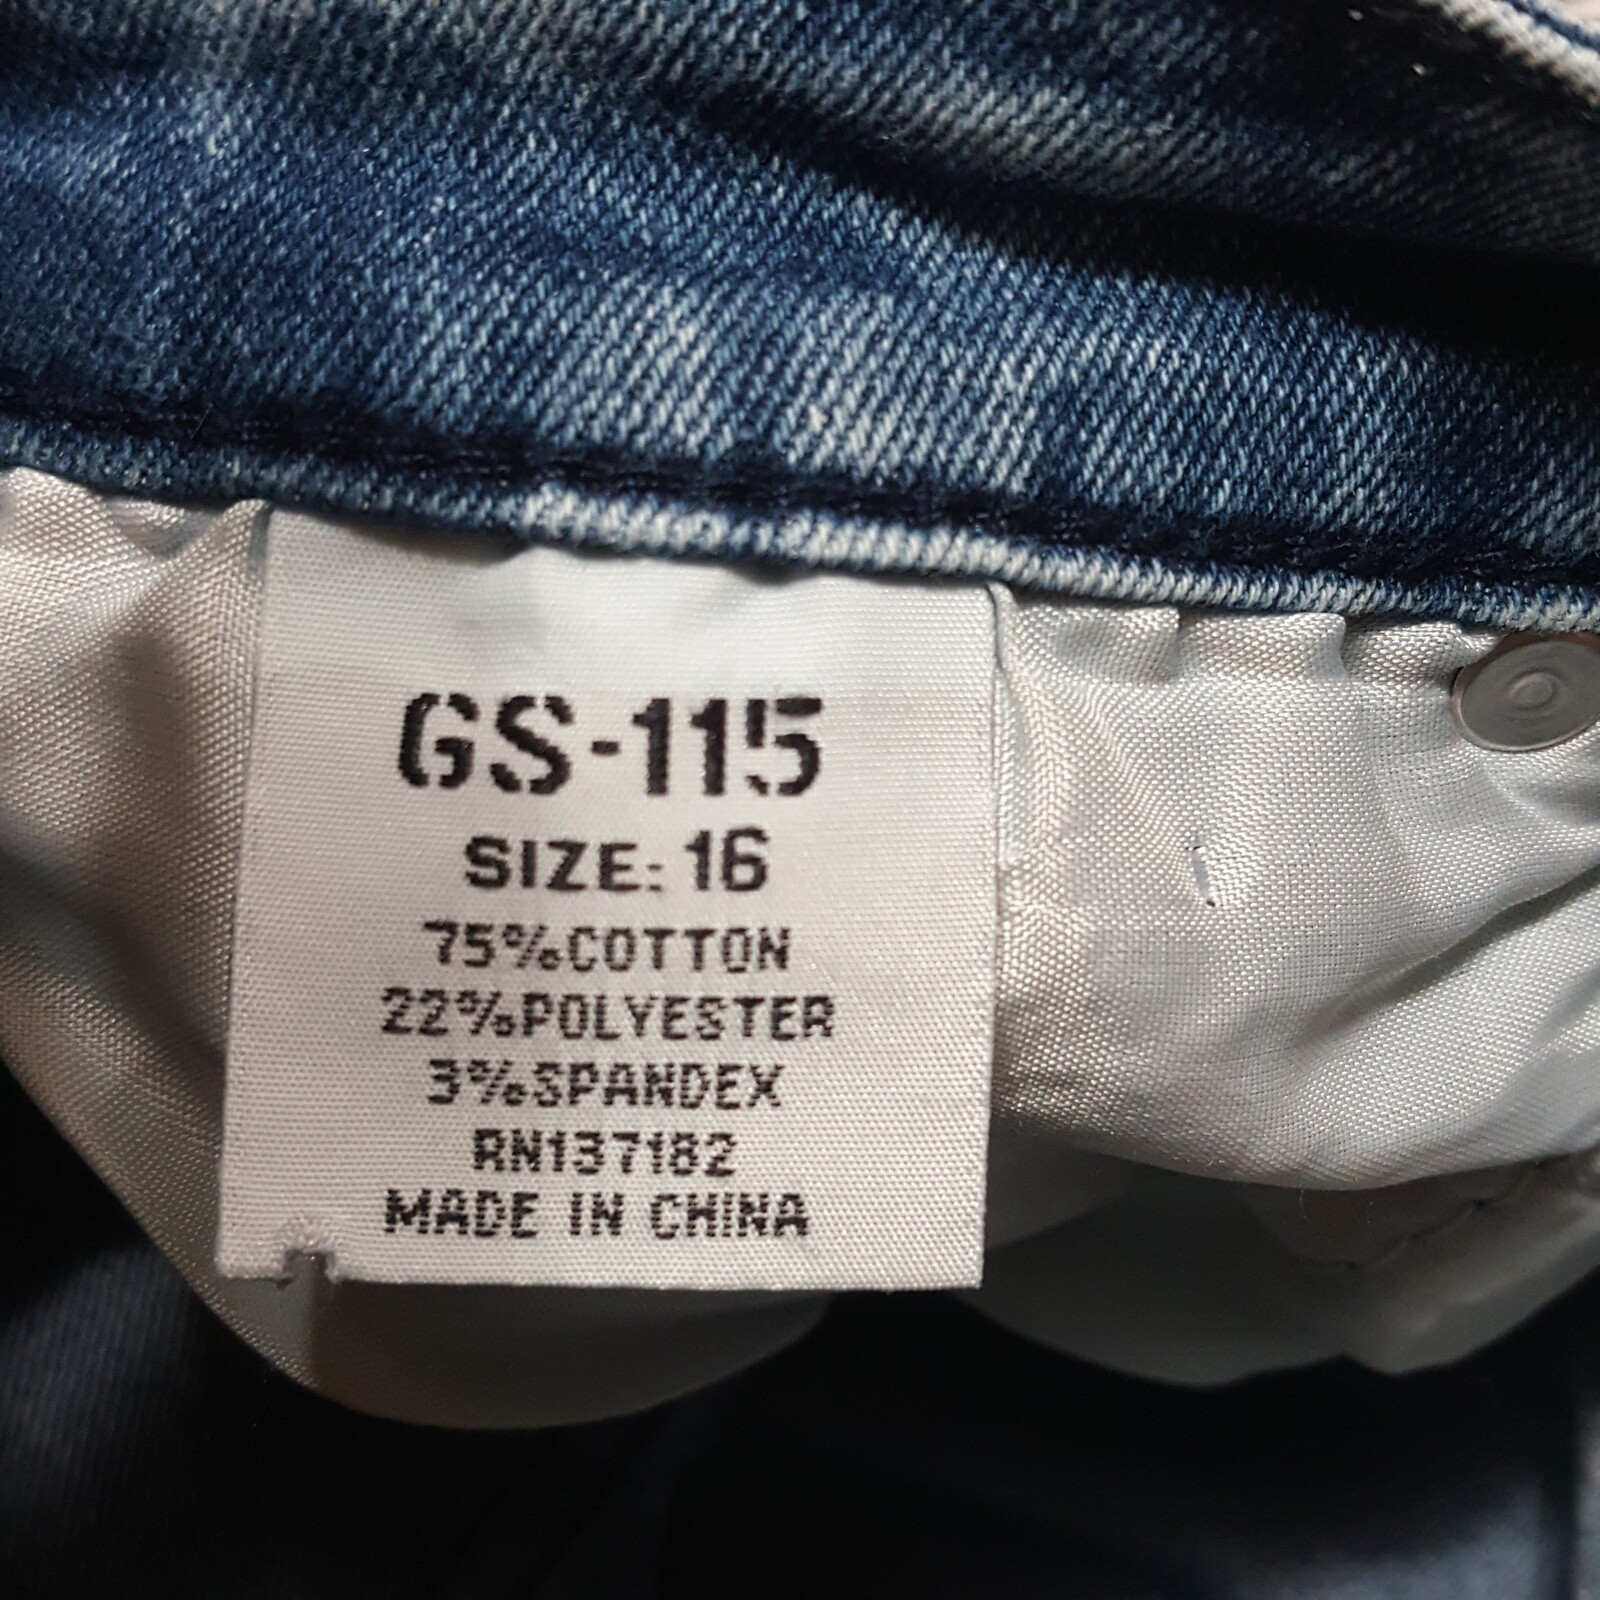 GS-115
SIZE: 16
75%COTTON
22%POLYESTER
3%SPANDEX
RN137182
MADE IN CHINA